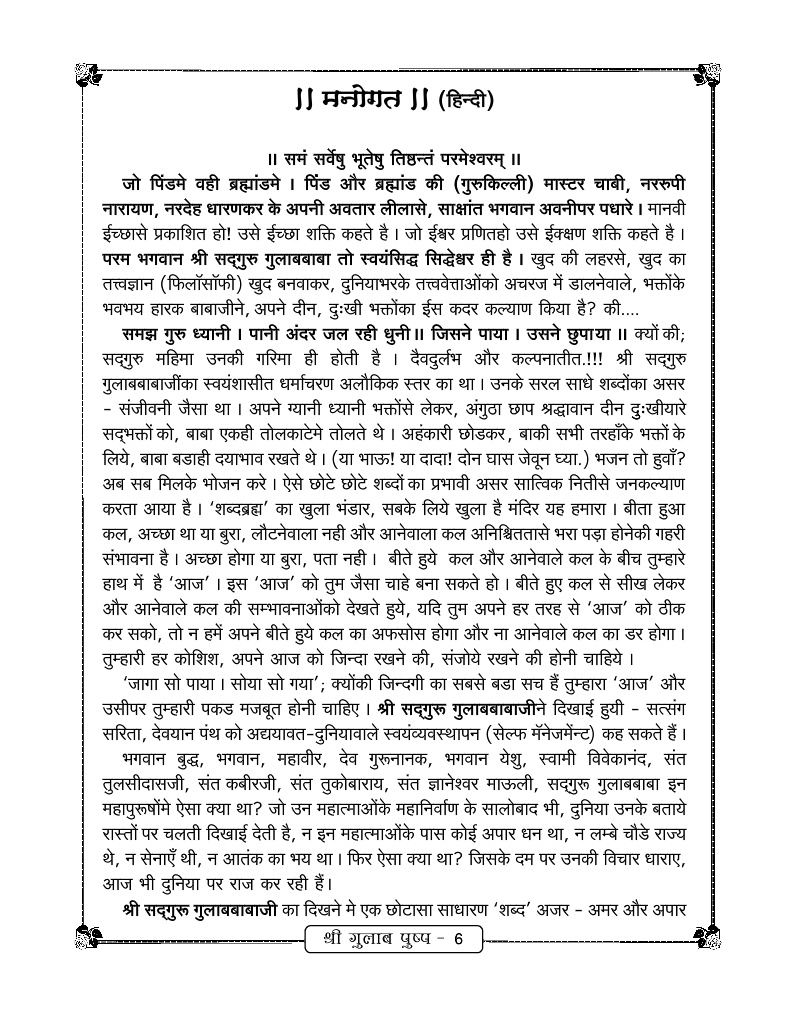 ।। मनोगत ।। (हिन्दी)
॥ समं सर्वेषु भूतेषु तिष्ठन्तं परमेश्वरम् ॥
जो पिंडमे वही ब्रह्मांडमे । पिंड और ब्रह्मांड की (गुरुकिल्ली) मास्टर चाबी, नररुपी
नारायण, नरदेह धारणकर के अपनी अवतार लीलासे, साक्षांत भगवान अवनीपर पधारे । मानवी
ईच्छासे प्रकाशित हो! उसे ईच्छा शक्ति कहते है । जो ईश्वर प्रणितहो उसे ईक्षण शक्ति कहते है ।
परम भगवान श्री सद्‌गुरु गुलाबबाबा तो स्वयंसिद्ध सिद्धेश्वर ही है । खुद की लहरसे, खुद का
तत्त्वज्ञान (फिलॉसॉफी) खुद बनवाकर, दुनियाभरके तत्त्ववेत्ताओंको अचरज में डालनेवाले, भक्तोंके
भवभय हारक बाबाजीने, अपने दीन, दुःखी भक्तोंका ईस कदर कल्याण किया है? की....
समझ गुरु ध्यानी । पानी अंदर जल रही धुनी॥ जिसने पाया । उसने छुपाया ॥ क्यों की;
सद्‌गुरु महिमा उनकी गरिमा ही होती है । दैवदुर्लभ और कल्पनातीत.!!! श्री सद्‌गुरु
गुलाबबाबाजींका स्वयंशासीत धर्माचरण अलौकिक स्तर का था । उनके सरल साधे शब्दोंका असर
- संजीवनी जैसा था । अपने ग्यानी ध्यानी भक्तोंसे लेकर, अंगुठा छाप श्रद्धावान दीन दुःखीयारे
सद्‌भक्तों को, बाबा एकही तोलकाटेमे तोलते थे । अहंकारी छोडकर, बाकी सभी तरहाँके भक्तों के
लिये, बाबा बडाही दयाभाव रखते थे । (या भाऊ! या दादा! दोन घास जेवून घ्या.) भजन तो हुवाँ?
अब सब मिलके भोजन करे । ऐसे छोटे छोटे शब्दों का प्रभावी असर सात्विक नितीसे जनकल्याण
करता आया है । ‘शब्दब्रह्म’ का खुला भंडार, सबके लिये खुला है मंदिर यह हमारा । बीता हुआ
कल, अच्छा था या बुरा, लौटनेवाला नही और आनेवाला कल अनिश्चिततासे भरा पड़ा होनेकी गहरी
संभावना है । अच्छा होगा या बुरा, पता नही । बीते हुये कल और आनेवाले कल के बीच तुम्हारे
हाथ में है ‘आज’ । इस ‘आज’ को तुम जैसा चाहे बना सकते हो । बीते हुए कल से सीख लेकर
और आनेवाले कल की सम्भावनाओंको देखते हुये, यदि तुम अपने हर तरह से ‘आज’ को ठीक
कर सको, तो न हमें अपने बीते हुये कल का अफसोस होगा और ना आनेवाले कल का डर होगा ।
तुम्हारी हर कोशिश, अपने आज को जिन्दा रखने की, संजोये रखने की होनी चाहिये ।
‘जागा सो पाया । सोया सो गया’; क्योंकी जिन्दगी का सबसे बडा सच हैं तुम्हारा ‘आज’ और
उसीपर तुम्हारी पकड मजबूत होनी चाहिए । श्री सद्‌गुरू गुलाबबाबाजीने दिखाई हुयी - सत्संग
सरिता, देवयान पंथ को अद्ययावत-दुनियावाले स्वयंव्यवस्थापन (सेल्फ मॅनेजमेंन्ट) कह सकते हैं ।
भगवान बुद्ध, भगवान, महावीर, देव गुरूनानक, भगवान येशु, स्वामी विवेकानंद, संत
तुलसीदासजी, संत कबीरजी, संत तुकोबाराय, संत ज्ञानेश्वर माऊली, सद्‌गुरू गुलाबबाबा इन
महापुरूषोंमे ऐसा क्या था? जो उन महात्माओंके महानिर्वाण के सालोबाद भी, दुनिया उनके बताये
रास्तों पर चलती दिखाई देती है, न इन महात्माओंके पास कोई अपार धन था, न लम्बे चौडे राज्य
थे, न सेनाएँ थी, न आतंक का भय था । फिर ऐसा क्या था? जिसके दम पर उनकी विचार धाराए,
आज भी दुनिया पर राज कर रही हैं ।
श्री सद्‌गुरू गुलाबबाबाजी का दिखने मे एक छोटासा साधारण ‘शब्द’ अजर - अमर और अपार
श्री गुलाब पुष्प - 6